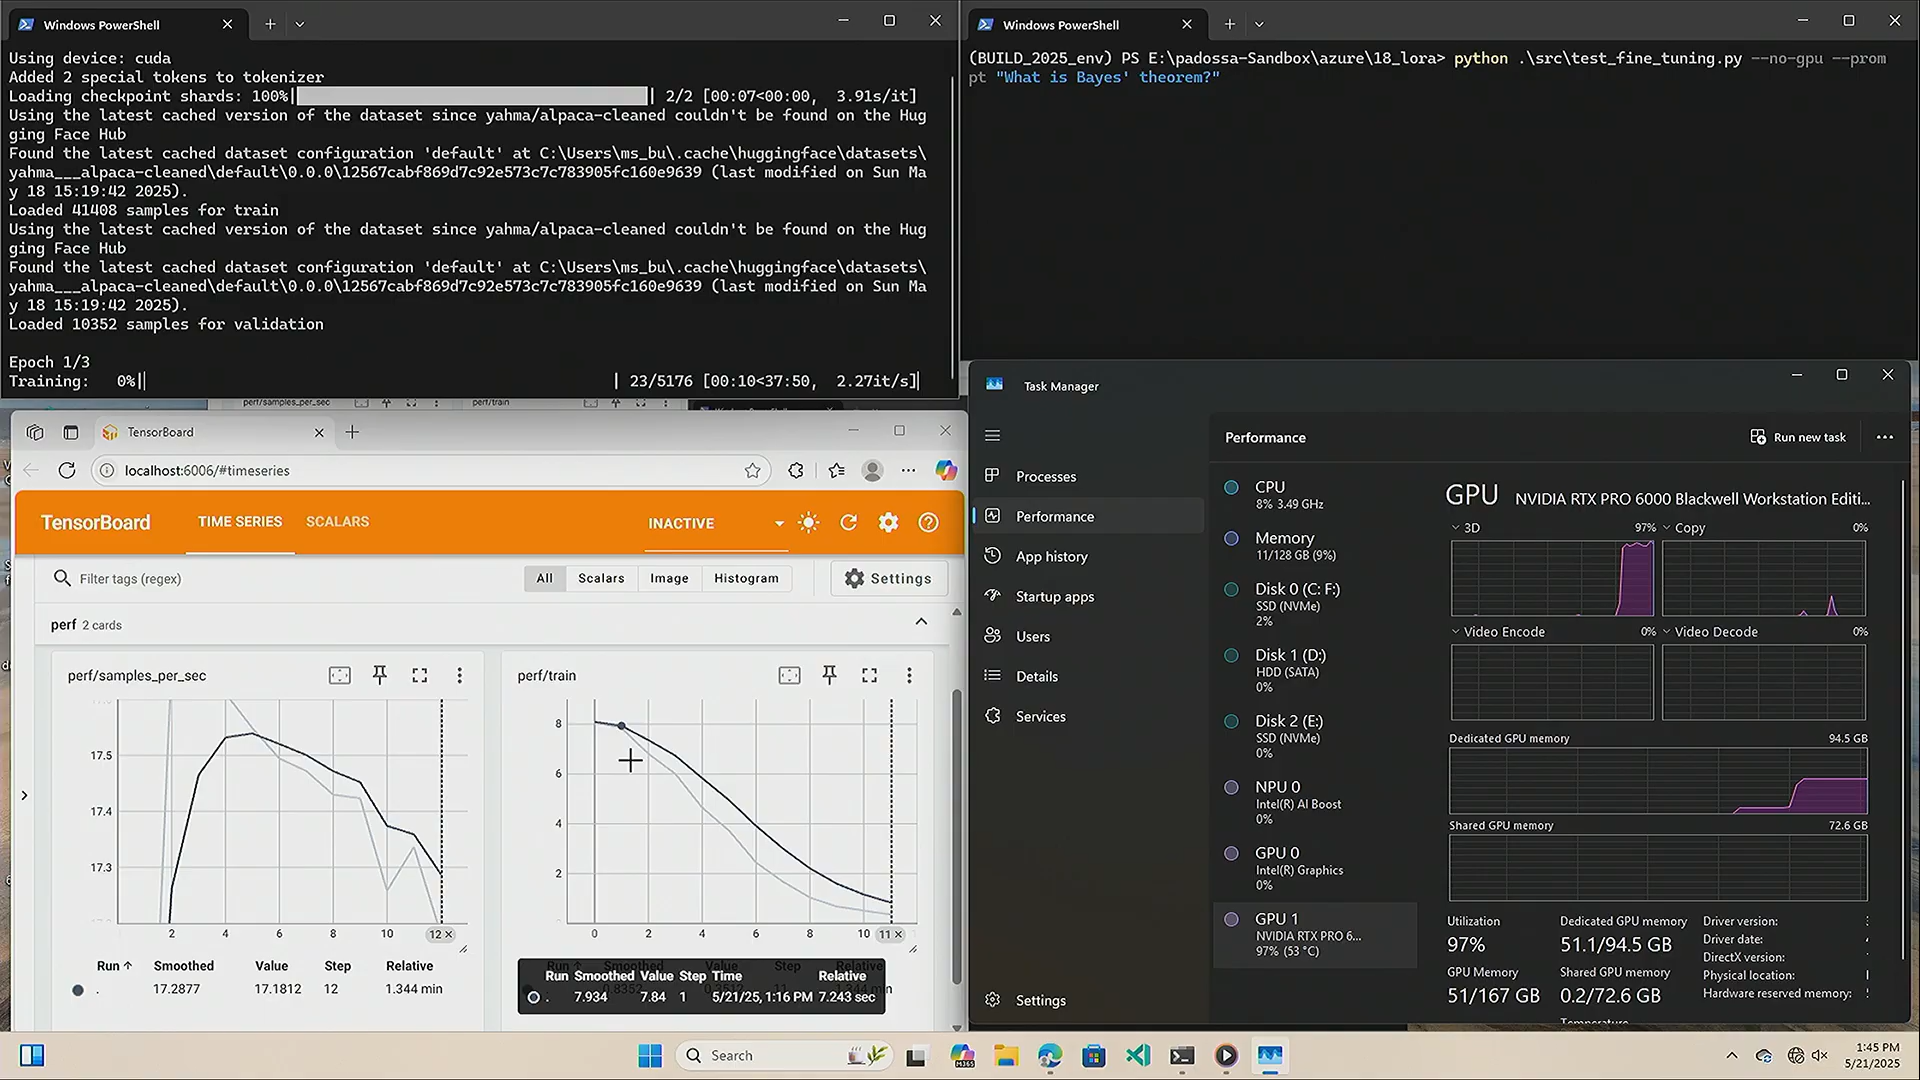 Windows PowerShell
Using device: cuda
Added 2 special tokens to tokenizer
Loading checkpoint shards: 100%| | 2/2 [00:07<00:00, 3.91s/it]
Using the latest cached version of the dataset since yahma/alpaca-cleaned couldn't be found on the Hug
ging Face Hub
Found the latest cached dataset configuration 'default' at C:\Users\ms_bu\.cache\huggingface\datasets\
yahma___alpaca-cleaned\default\0.0.0\12567cabf869d7c92e573c7c783905fc160e9639 (last modified on Sun Ma
y 18 15:19:42 2025).
Loaded 41408 samples for train
Using the latest cached version of the dataset since yahma/alpaca-cleaned couldn't be found on the Hug
ging Face Hub
Found the latest cached dataset configuration 'default' at C:\Users\ms_bu\.cache\huggingface\datasets\
yahma___alpaca-cleaned\default\0.0.0\12567cabf869d7c92e573c7c783905fc160e9639 (last modified on Sun Ma
y 18 15:19:42 2025).
Loaded 10352 samples for validation
Epoch 1/3
Training: 0%| | 23/5176 [00:10<37:50, 2.27it/s]
Windows PowerShell
(BUILD_2025_env) PS E:\padossa-Sandbox\azure\18_lora> python .\src\test_fine_tuning.py --no-gpu --prom
pt "What is Bayes' theorem?"
perf/samples_per_sec perf/train
TensorBoard
localhost:6006/#timeseries
TensorBoard TIME SERIES SCALARS INACTIVE
Filter tags (regex) All Scalars Image Histogram Settings
perf 2 cards
perf/samples_per_sec
17.5
17.4
17.3
2 4 6 8 10 12
Run Smoothed Value Step Relative
. 17.2877 17.1812 12 1.344 min
perf/train
8
6
4
2
0 2 4 6 8 10 11
Run Smoothed Value Step Time Relative
. 7.934 7.84 1 5/21/25, 1:16 PM 7.243 sec
Task Manager
Processes
Performance
App history
Startup apps
Users
Details
Services
Settings
Performance Run new task
CPU
8% 3.49 GHz
Memory
11/128 GB (9%)
Disk 0 (C: F:)
SSD (NVMe)
2%
Disk 1 (D:)
HDD (SATA)
0%
Disk 2 (E:)
SSD (NVMe)
0%
NPU 0
Intel(R) AI Boost
0%
GPU 0
Intel(R) Graphics
0%
GPU 1
NVIDIA RTX PRO 6...
97% (53 °C)
GPU NVIDIA RTX PRO 6000 Blackwell Workstation Editi...
3D 97% Copy 0%
Video Encode 0% Video Decode 0%
Dedicated GPU memory 94.5 GB
Shared GPU memory 72.6 GB
Utilization
97%
Dedicated GPU memory
51.1/94.5 GB
GPU Memory
51/167 GB
Shared GPU memory
0.2/72.6 GB
Driver version:
Driver date:
DirectX version:
Physical location:
Hardware reserved memory:
Temperature
Search
M365
1:45 PM
5/21/2025